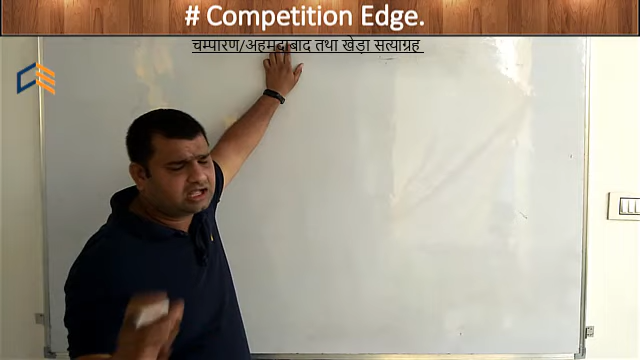 # Competition Edge.
चम्पारण/अहमदाबाद तथा खेड़ा सत्याग्रह